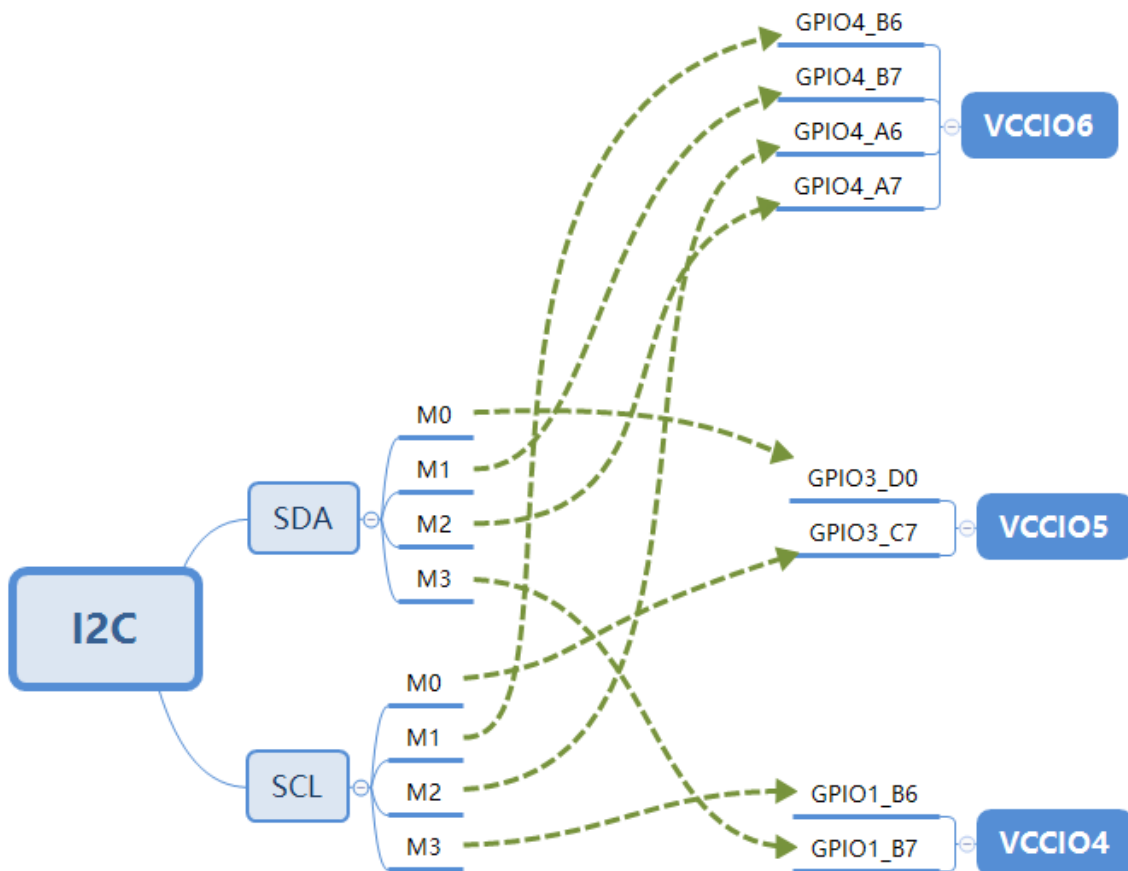 GPIO4_B6
GPIO4_B7
GPIO4_A6
GPIO4_A7
VCCIO6
M0
M1
M2
M3
SDA
GPIO3_D0
GPIO3_C7
VCCIO5
I2C
M0
M1
M2
M3
SCL
GPIO1_B6
GPIO1_B7
VCCIO4